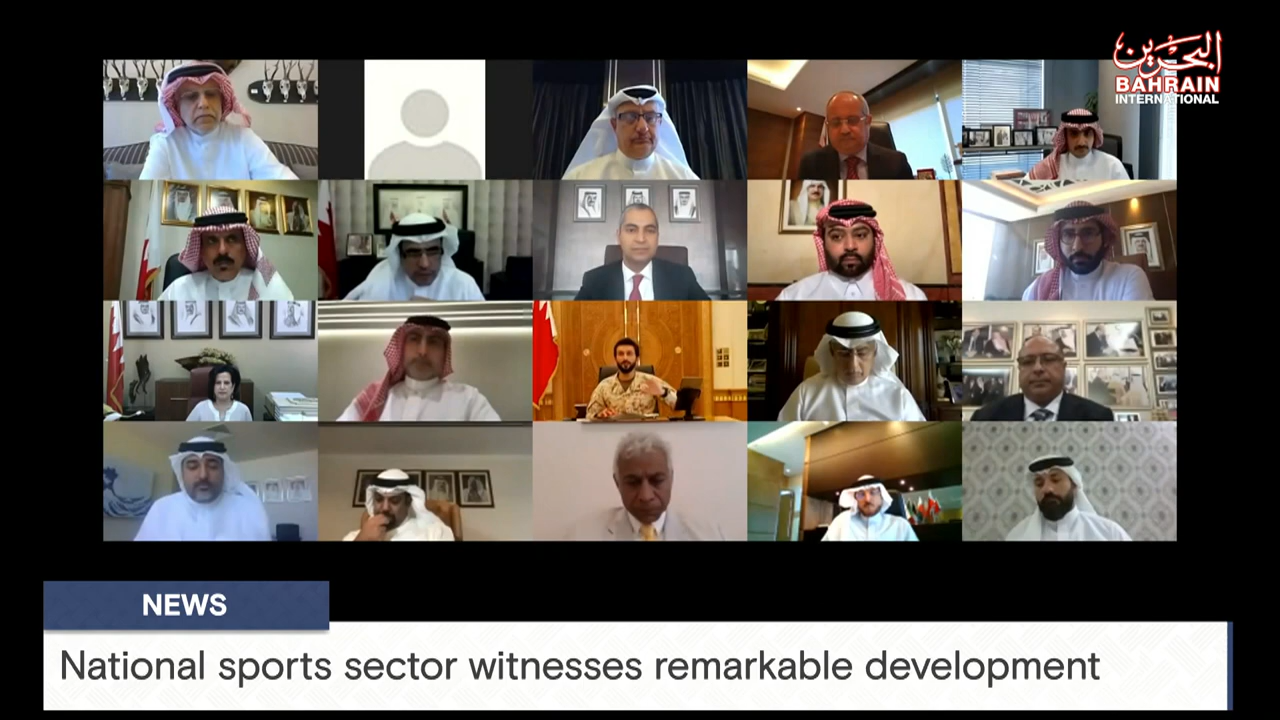 البحرين
BAHRAIN
INTERNATIONAL
NEWS
National sports sector witnesses remarkable development